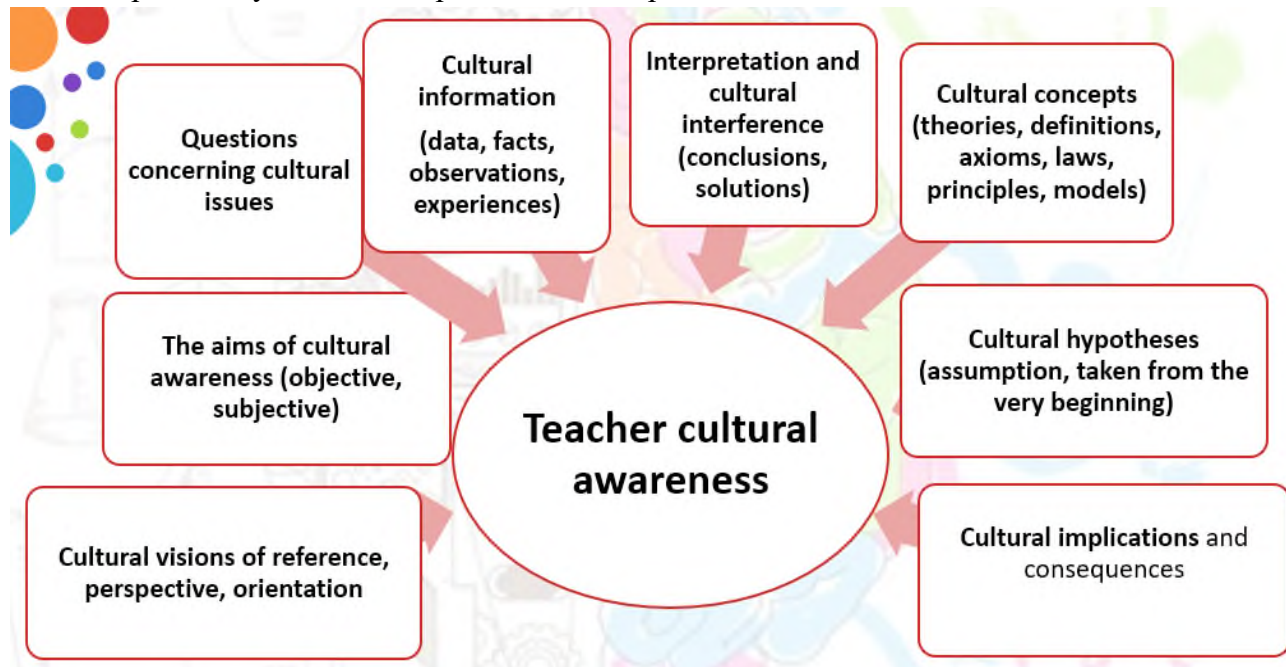 Questions
concerning cultural
issues
Cultural
information
(data, facts,
observations,
experiences)
Interpretation and
cultural
interference
(conclusions,
solutions)
Cultural concepts
(theories, definitions,
axioms, laws,
principles, models)
The aims of cultural
awareness (objective,
subjective)
Cultural hypotheses
(assumption, taken from the
very beginning)
Teacher cultural
awareness
Cultural visions of reference,
perspective, orientation
Cultural implications and
consequences